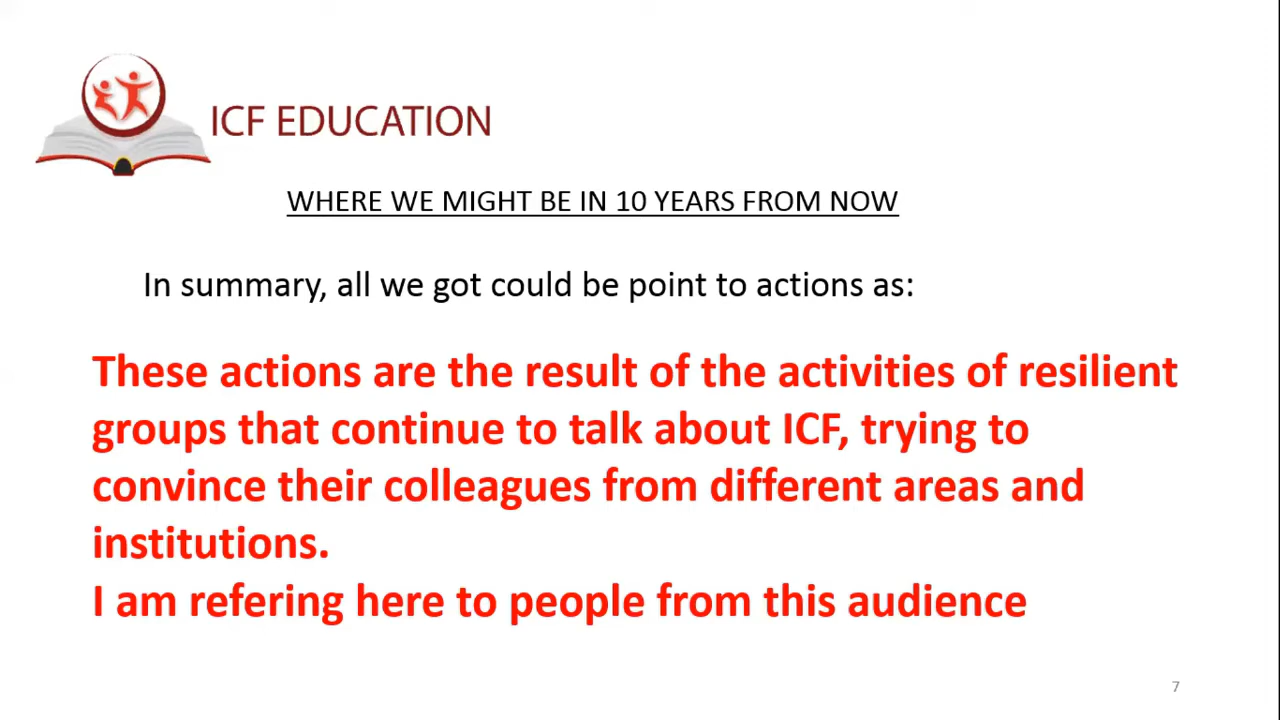 ICF EDUCATION
WHERE WE MIGHT BE IN 10 YEARS FROM NOW
In summary, all we got could be point to actions as:
These actions are the result of the activities of resilient
groups that continue to talk about ICF, trying to
convince their colleagues from different areas and
institutions.
I am refering here to people from this audience
7